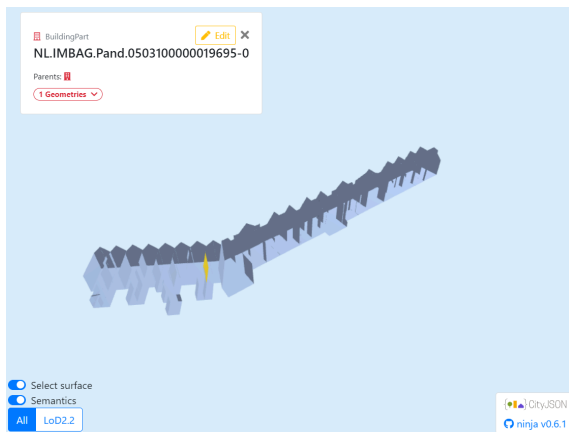 BuildingPart
Edit
NL.IMBAG.Pand.0503100000019695-0
Parents:
1 Geometries
Select surface
Semantics
All
LoD2.2
{CityJSON
ninja v0.6.1